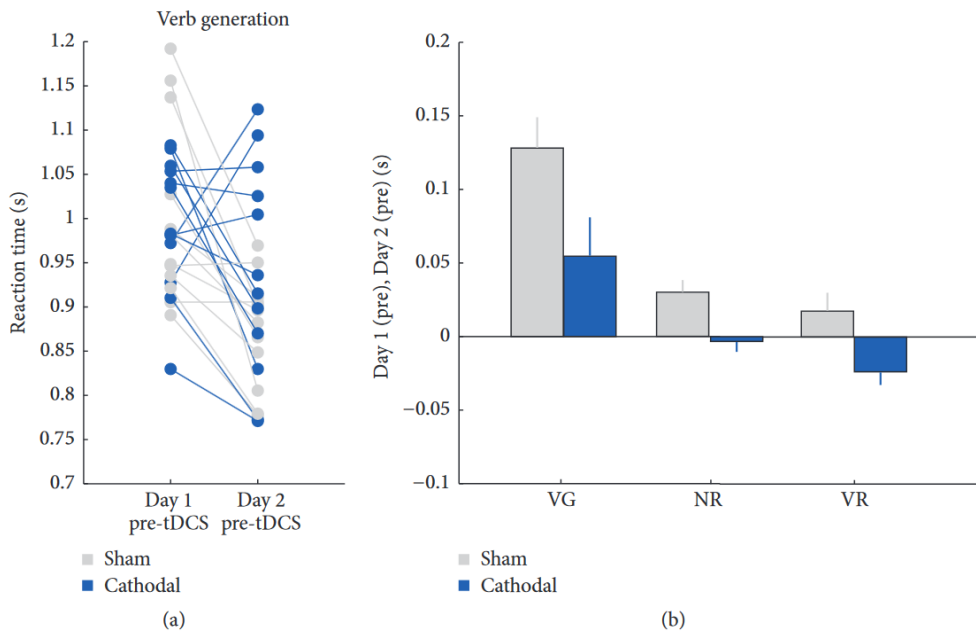 Verb generation
Reaction time (s)
1.2
1.15
1.1
1.05
1
0.95
0.9
0.85
0.8
0.75
0.7
Day 1
pre-tDCS
Day 2
pre-tDCS
Sham
Cathodal
(a)
Day 1 (pre), Day 2 (pre) (s)
0.2
0.15
0.1
0.05
0
−0.05
−0.1
VG
NR
VR
Sham
Cathodal
(b)